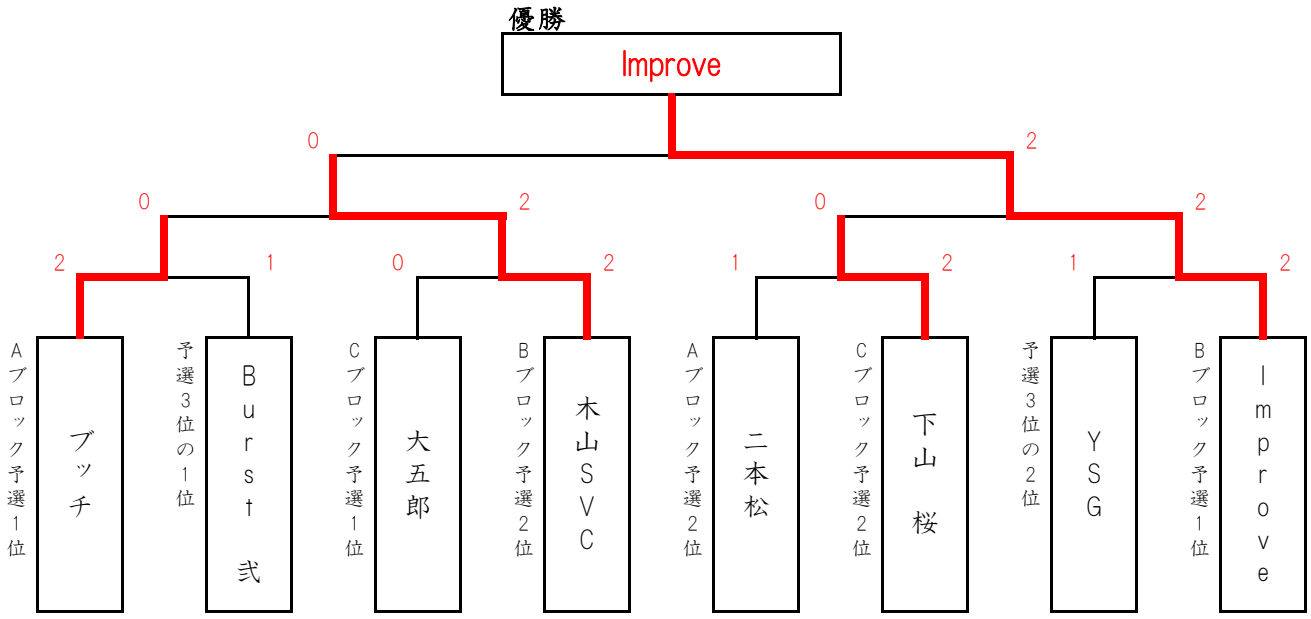 優勝
Improve
0
2
0
2
0
2
2
1
0
2
1
2
1
2
Aブロック予選1位
ブッチ
予選3位の1位
Burst 弐
Cブロック予選1位
大五郎
Bブロック予選2位
木山SVC
Aブロック予選2位
二本松
Cブロック予選2位
下山 桜
予選3位の2位
YSG
Bブロック予選1位
Improve